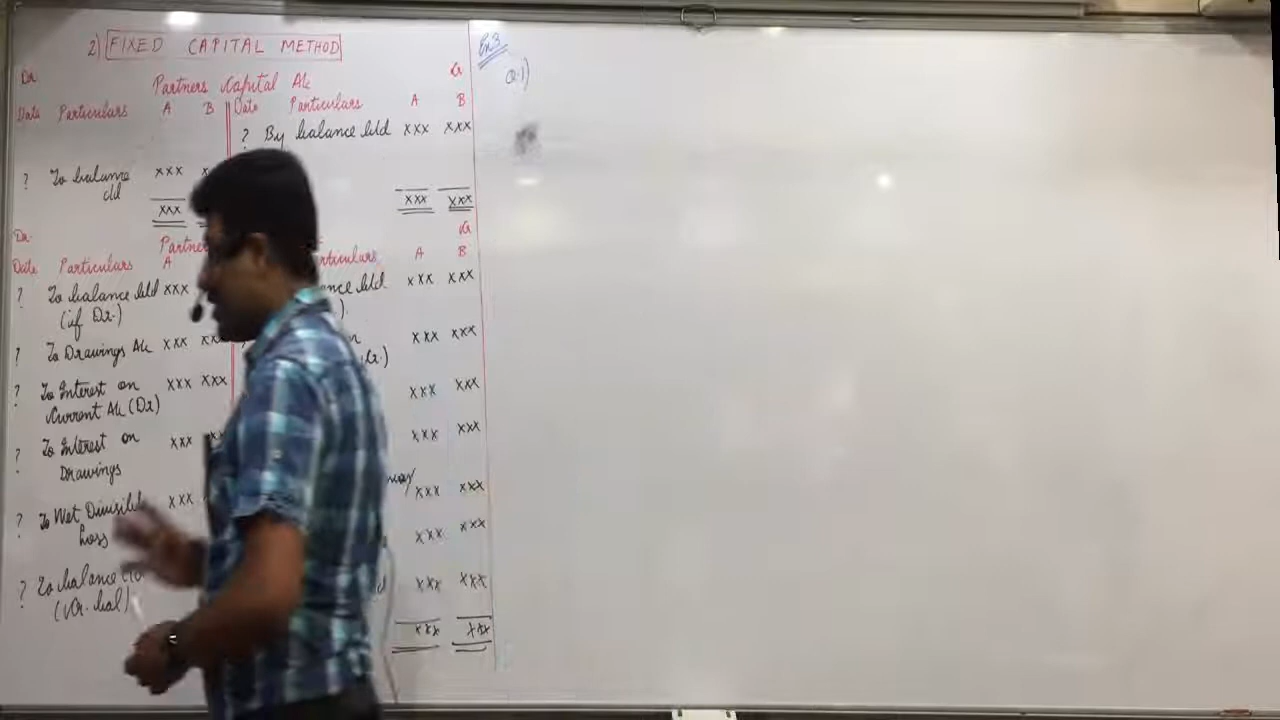 2) FIXED CAPITAL METHOD
Dr. Cr.
Partners Capital A/c
Date Particulars A B Date Particulars A B
? By balance b/d xxx xxx
? To balance xxx
c/d
xxx xxx xxx
Dr. Cr.
Date Particulars A A B
? To balance b/d xxx xxx xxx
(if Dr.)
? To Drawings A/c xxx xxx xxx
? To Interest on xxx xxx xxx xxx
Current A/c (Dr)
? To Interest on xxx xxx xxx
Drawings
? To Net Divisible xxx xxx xxx
Loss xxx xxx
? To balance xxx xxx
(Cr. bal)
xxx xxx
Ex.3
Q.1)